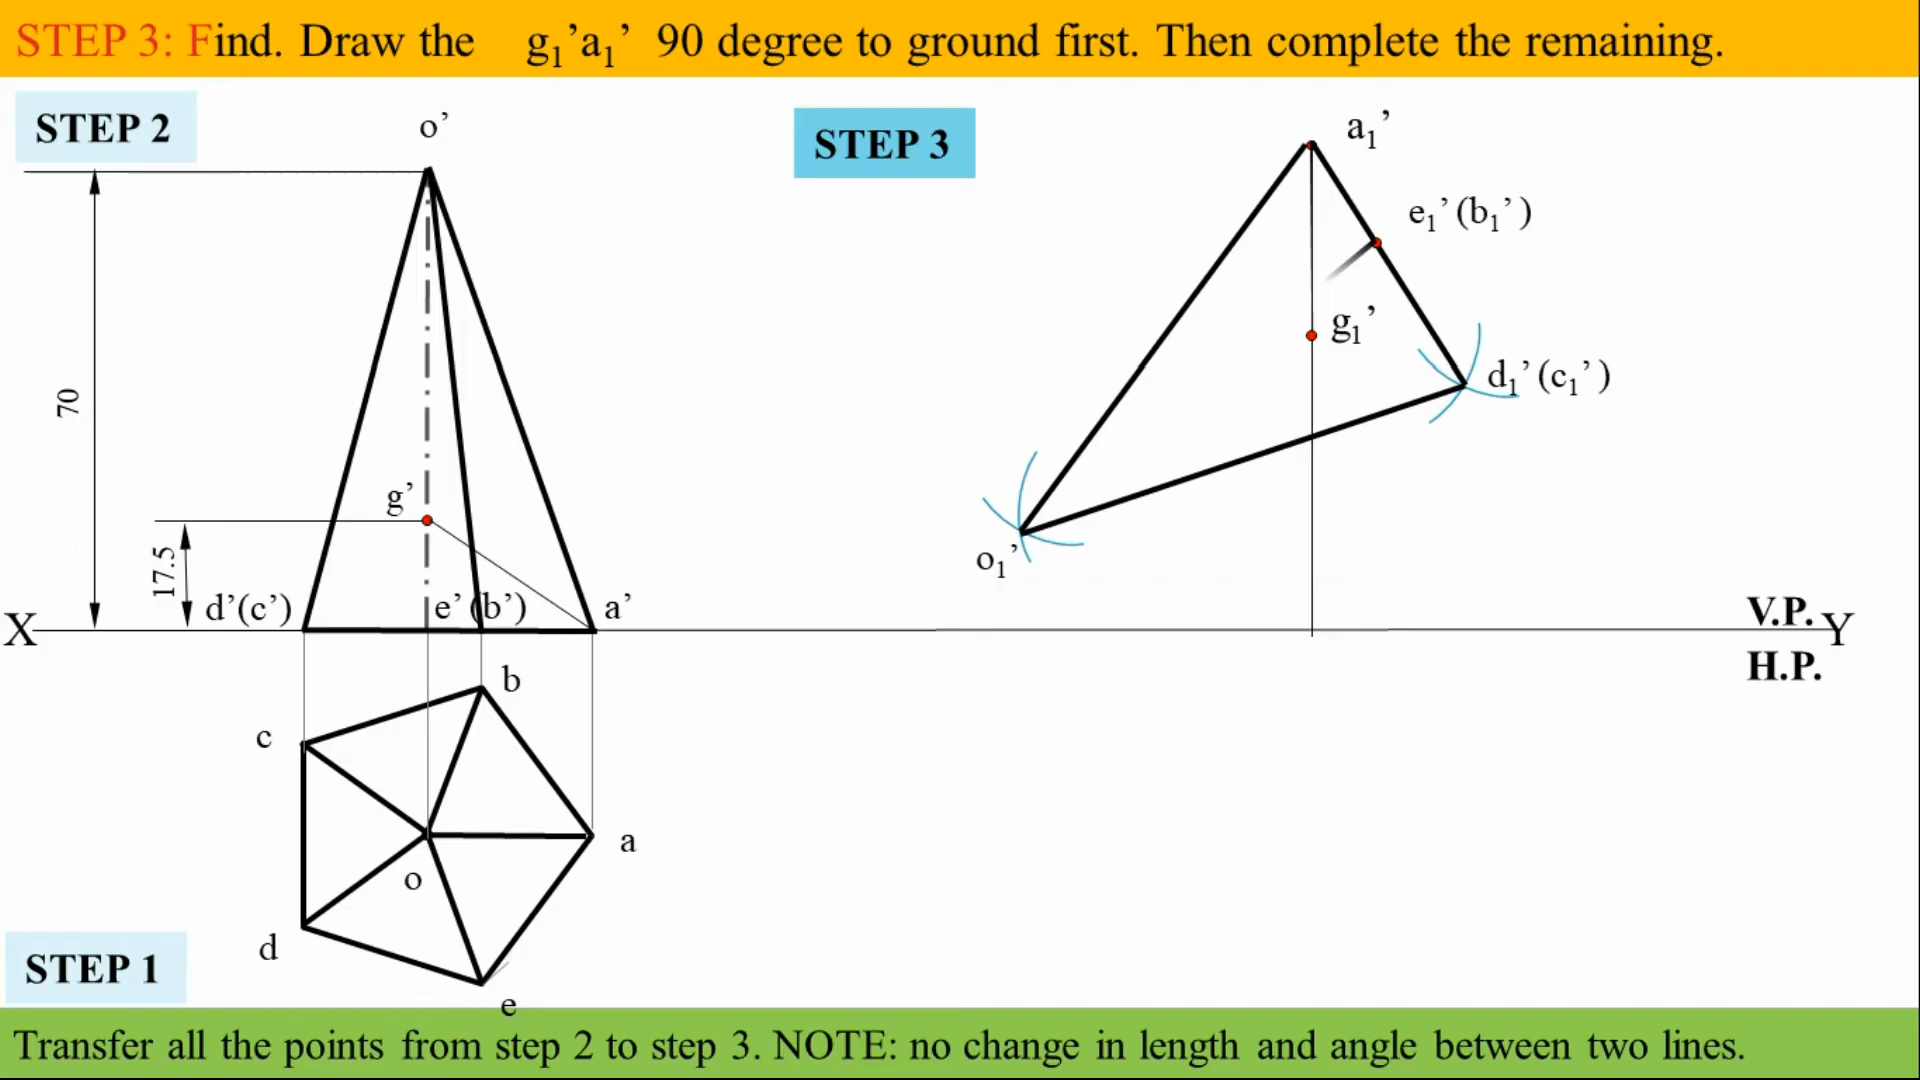 STEP 3: Find. Draw the g₁’a₁’ 90 degree to ground first. Then complete the remaining.
STEP 2
o’
STEP 3
a₁’
e₁’(b₁’)
g₁’
d₁’(c₁’)
70
g’
o₁’
17.5
d’(c’)
e’(b’)
a’
X
V.P.
Y
H.P.
b
c
a
o
d
STEP 1
e
Transfer all the points from step 2 to step 3. NOTE: no change in length and angle between two lines.